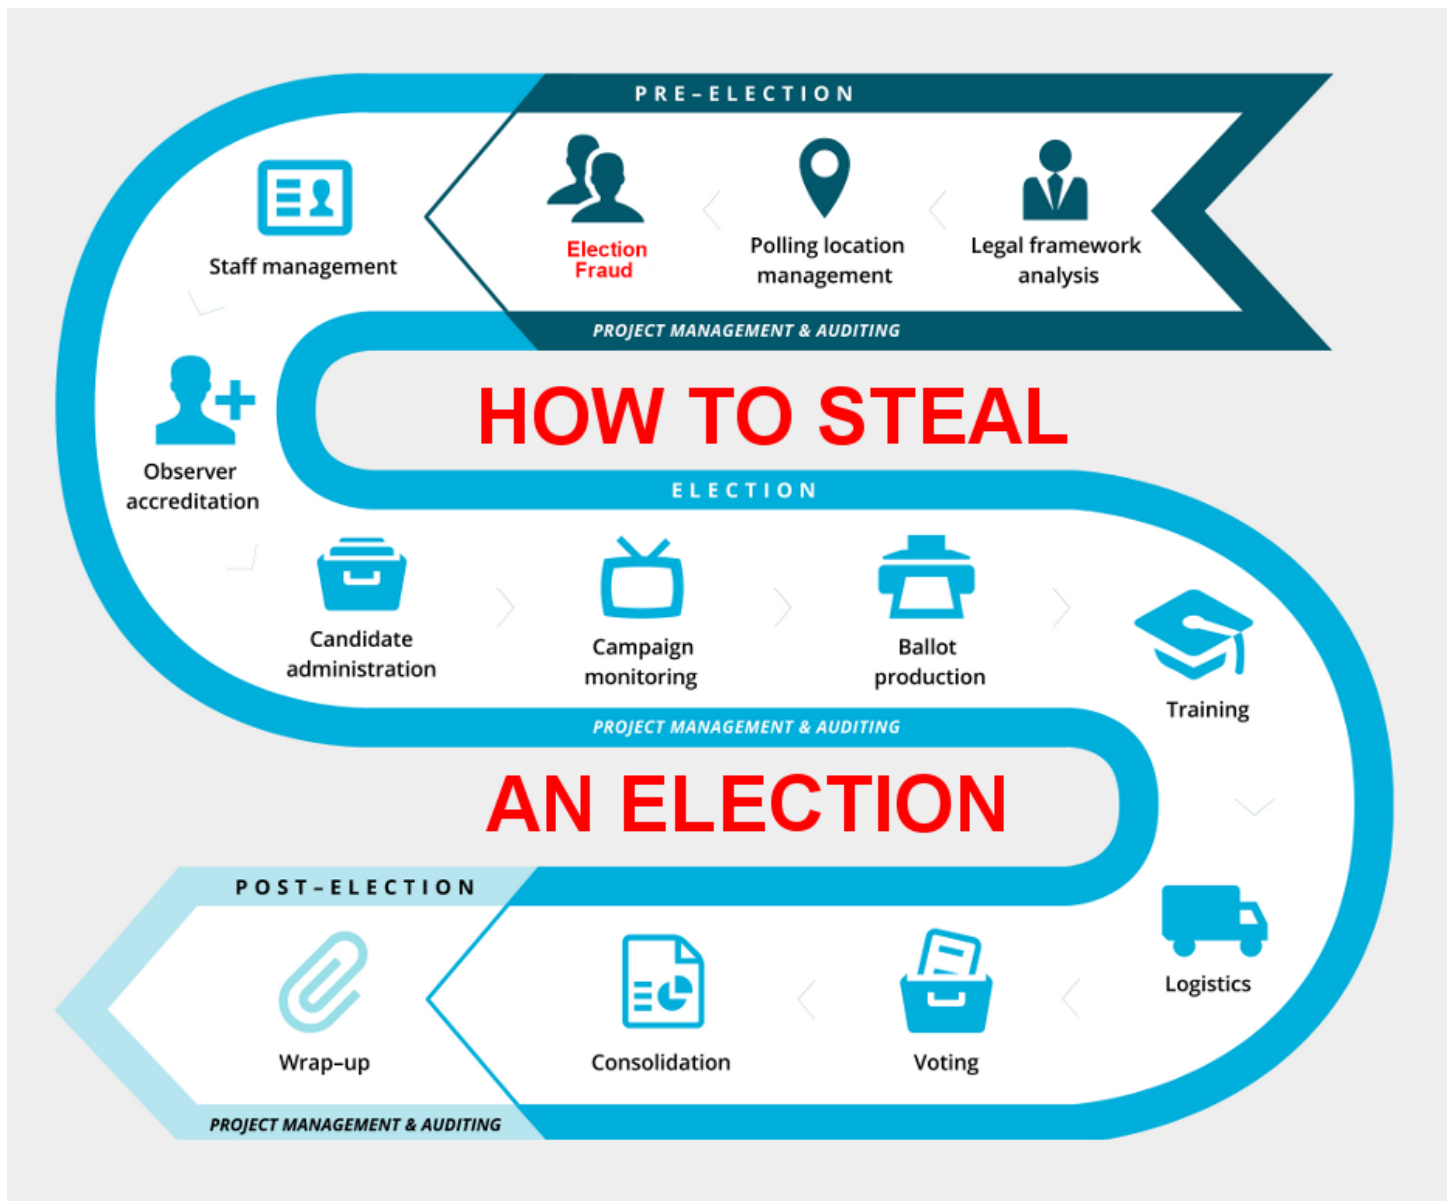 PRE–ELECTION
Legal framework
analysis
Polling location
management
Election
Fraud
PROJECT MANAGEMENT & AUDITING
Staff management
Observer
accreditation
HOW TO STEAL
ELECTION
Candidate
administration
Campaign
monitoring
Ballot
production
Training
PROJECT MANAGEMENT & AUDITING
AN ELECTION
Logistics
Voting
Consolidation
POST–ELECTION
Wrap–up
PROJECT MANAGEMENT & AUDITING